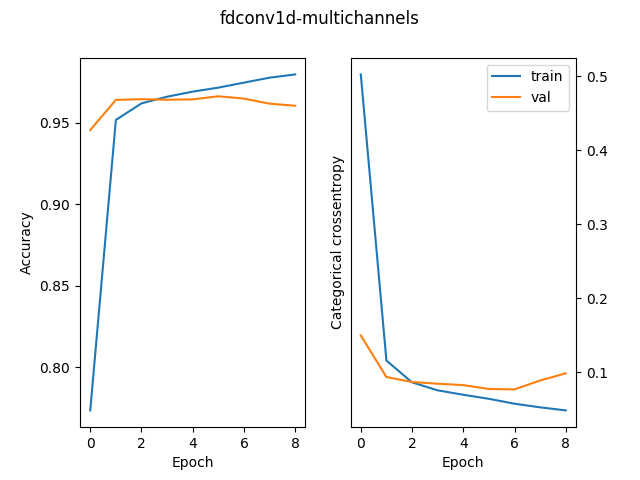 fdconv1d-multichannels
Accuracy
0.95
0.90
0.85
0.80
0 2 4 6 8
Epoch
Categorical crossentropy
train
val
0.5
0.4
0.3
0.2
0.1
0 2 4 6 8
Epoch